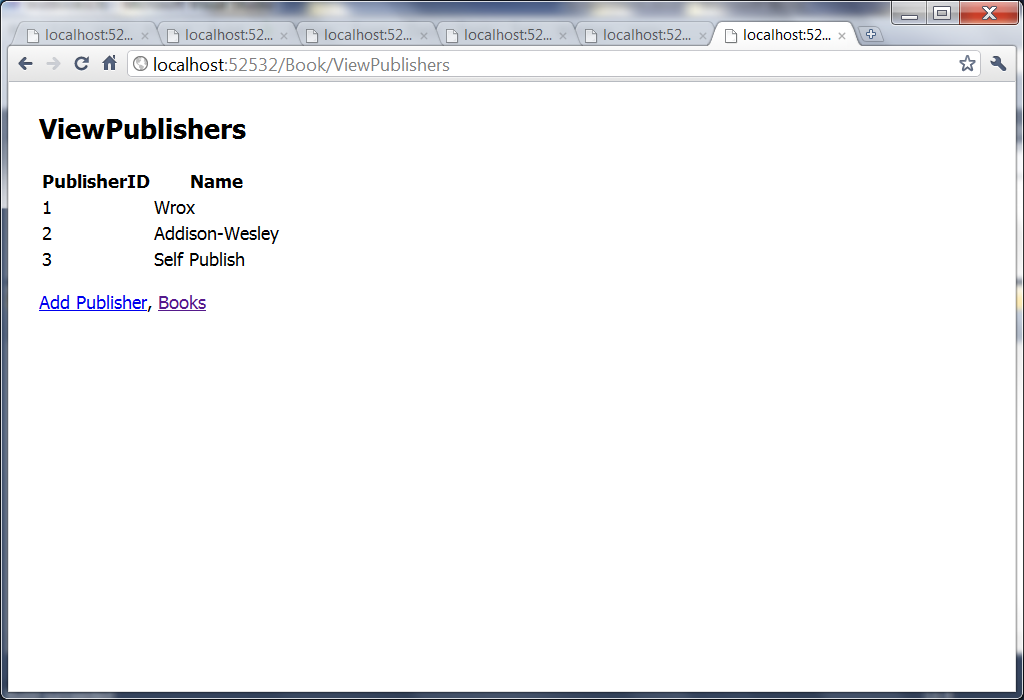 localhost:52... localhost:52... localhost:52... localhost:52... localhost:52... localhost:52...
localhost:52532/Book/ViewPublishers
ViewPublishers
PublisherID Name
1 Wrox
2 Addison-Wesley
3 Self Publish
Add Publisher, Books